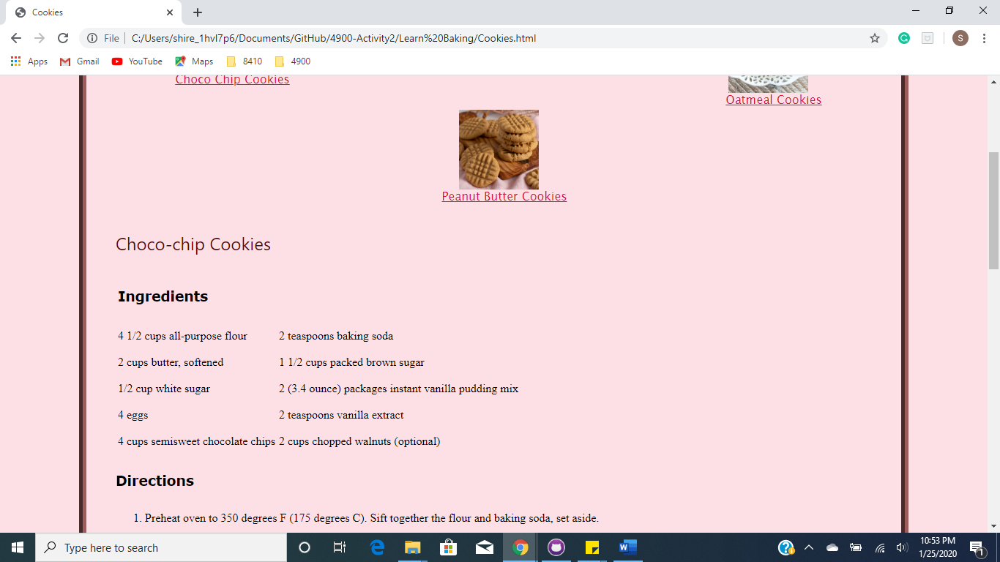 Cookies
File
C:/Users/shire_1hvl7p6/Documents/GitHub/4900-Activity2/Learn%20Baking/Cookies.html
S
Apps Gmail YouTube Maps 8410 4900
Choco Chip Cookies
Oatmeal Cookies
Peanut Butter Cookies
Choco-chip Cookies
Ingredients
4 1/2 cups all-purpose flour 2 teaspoons baking soda
2 cups butter, softened 1 1/2 cups packed brown sugar
1/2 cup white sugar 2 (3.4 ounce) packages instant vanilla pudding mix
4 eggs 2 teaspoons vanilla extract
4 cups semisweet chocolate chips 2 cups chopped walnuts (optional)
Directions
1. Preheat oven to 350 degrees F (175 degrees C). Sift together the flour and baking soda, set aside.
Type here to search
10:53 PM
1/25/2020
1